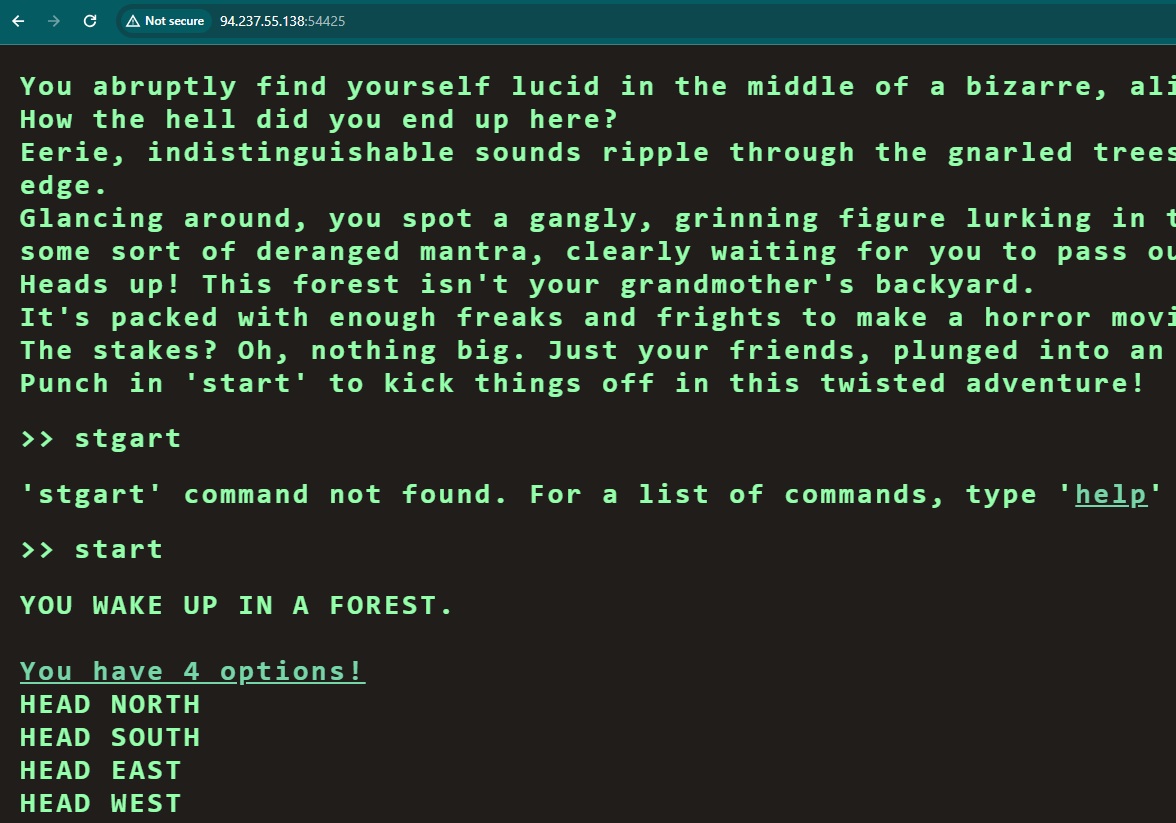 Not secure 94.237.55.138:54425
You abruptly find yourself lucid in the middle of a bizarre,
How the hell did you end up here?
Eerie, indistinguishable sounds ripple through the gnarled trees
edge.
Glancing around, you spot a gangly, grinning figure lurking in
some sort of deranged mantra, clearly waiting for you to pass
Heads up! This forest isn't your grandmother's backyard.
It's packed with enough freaks and frights to make a horror
The stakes? Oh, nothing big. Just your friends, plunged into an
Punch in 'start' to kick things off in this twisted adventure!
>> stgart
'stgart' command not found. For a list of commands, type 'help'
>> start
YOU WAKE UP IN A FOREST.
You have 4 options!
HEAD NORTH
HEAD SOUTH
HEAD EAST
HEAD WEST